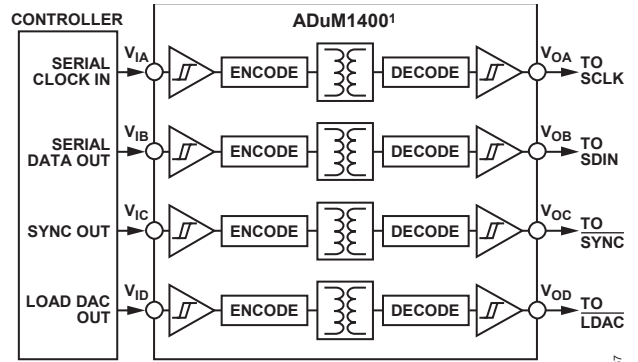 CONTROLLER
ADuM1400¹
SERIAL
CLOCK IN
V_IA
ENCODE
DECODE
V_OA
TO
SCLK
SERIAL
DATA OUT
V_IB
ENCODE
DECODE
V_OB
TO
SDIN
SYNC OUT
V_IC
ENCODE
DECODE
V_OC
TO
SYNC
LOAD DAC
OUT
V_ID
ENCODE
DECODE
V_OD
TO
LDAC